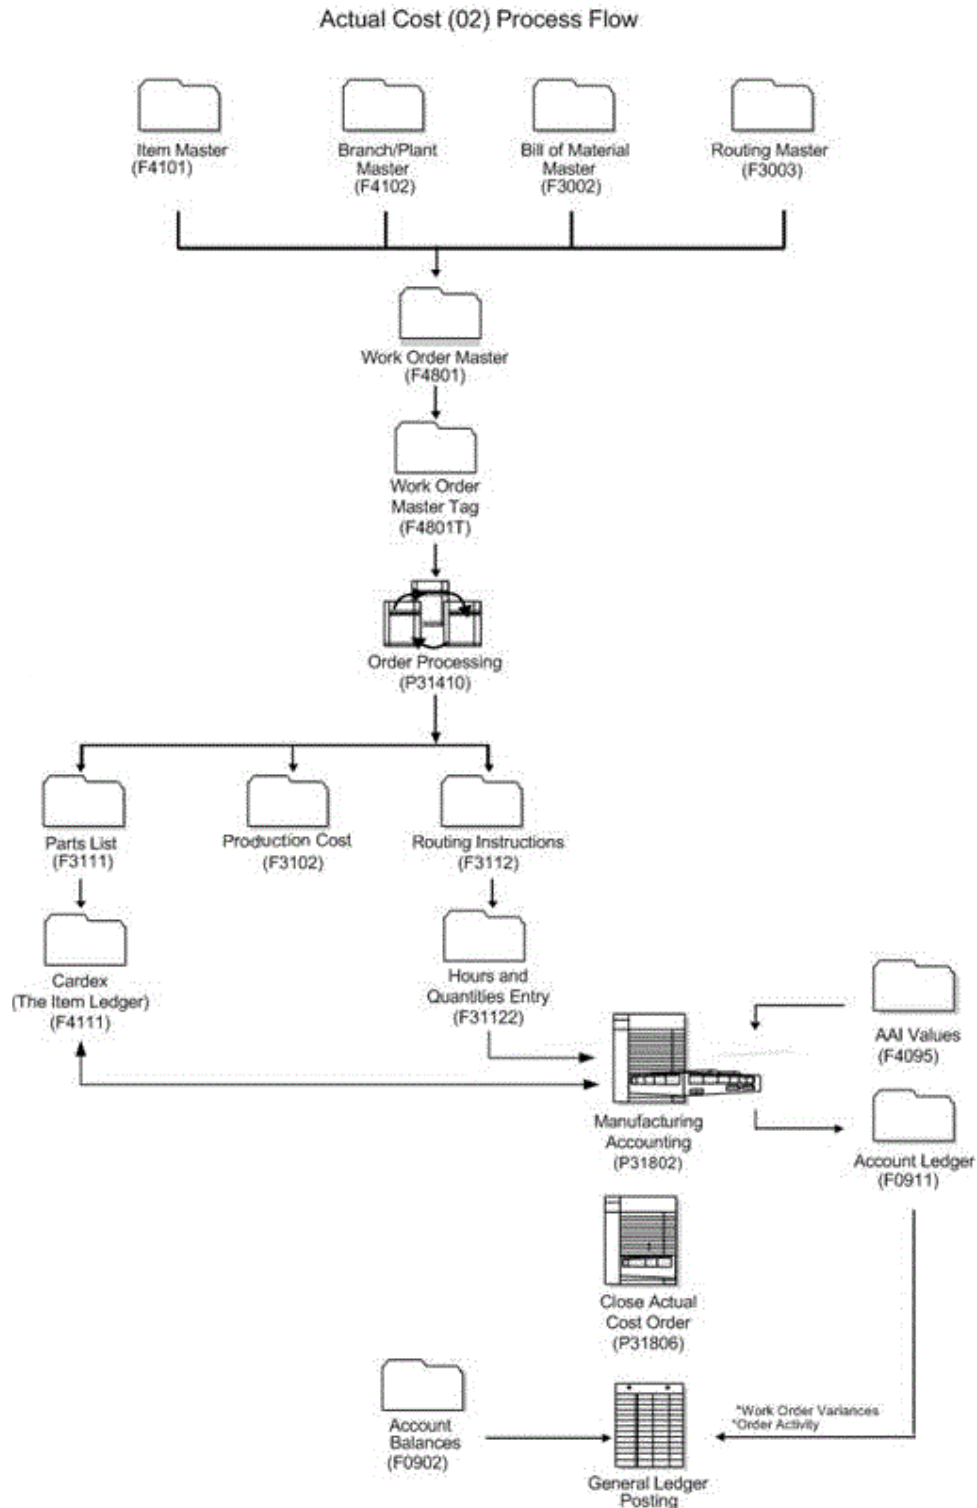 Actual Cost (02) Process Flow
Item Master
(F4101)
Branch/Plant
Master
(F4102)
Bill of Material
Master
(F3002)
Routing Master
(F3003)
Work Order Master
(F4801)
Work Order
Master Tag
(F4801T)
Order Processing
(P31410)
Parts List
(F3111)
Production Cost
(F3102)
Routing Instructions
(F3112)
Cardex
(The Item Ledger)
(F4111)
Hours and
Quantities Entry
(F31122)
AAI Values
(F4095)
Manufacturing
Accounting
(P31802)
Account Ledger
(F0911)
Close Actual
Cost Order
(P31806)
Account
Balances
(F0902)
*Work Order Variances
*Order Activity
General Ledger
Posting